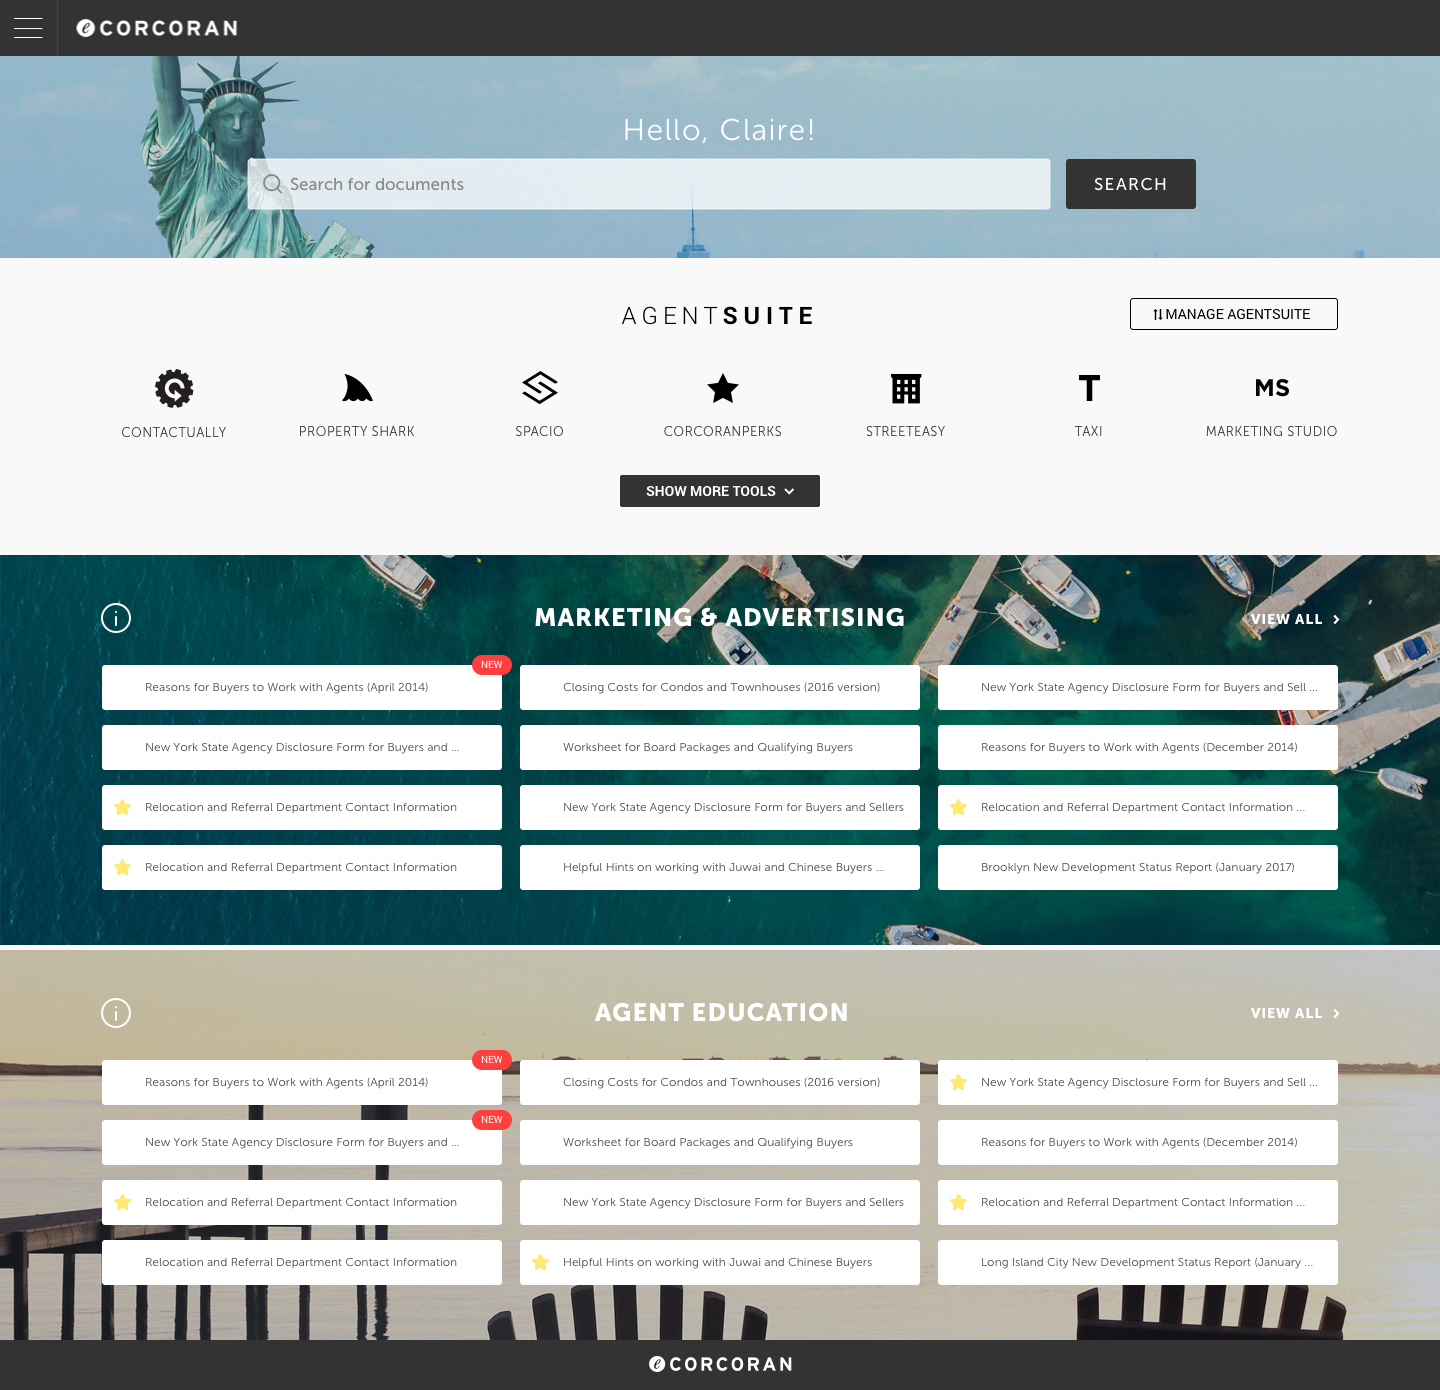 CORCORAN
Hello, Claire!
Search for documents
SEARCH
AGENTSUITE
MANAGE AGENTSUITE
CONTACTUALLY
PROPERTY SHARK
SPACIO
CORCORANPERKS
STREETEASY
T
TAXI
MS
MARKETING STUDIO
SHOW MORE TOOLS
MARKETING & ADVERTISING
VIEW ALL
NEW
Reasons for Buyers to Work with Agents (April 2014)
Closing Costs for Condos and Townhouses (2016 version)
New York State Agency Disclosure Form for Buyers and Sell ...
New York State Agency Disclosure Form for Buyers and ...
Worksheet for Board Packages and Qualifying Buyers
Reasons for Buyers to Work with Agents (December 2014)
Relocation and Referral Department Contact Information
New York State Agency Disclosure Form for Buyers and Sellers
Relocation and Referral Department Contact Information ...
Relocation and Referral Department Contact Information
Helpful Hints on working with Juwai and Chinese Buyers ...
Brooklyn New Development Status Report (January 2017)
AGENT EDUCATION
VIEW ALL
NEW
Reasons for Buyers to Work with Agents (April 2014)
Closing Costs for Condos and Townhouses (2016 version)
New York State Agency Disclosure Form for Buyers and Sell ...
NEW
New York State Agency Disclosure Form for Buyers and ...
Worksheet for Board Packages and Qualifying Buyers
Reasons for Buyers to Work with Agents (December 2014)
Relocation and Referral Department Contact Information
New York State Agency Disclosure Form for Buyers and Sellers
Relocation and Referral Department Contact Information ...
Relocation and Referral Department Contact Information
Helpful Hints on working with Juwai and Chinese Buyers
Long Island City New Development Status Report (January ...
CORCORAN